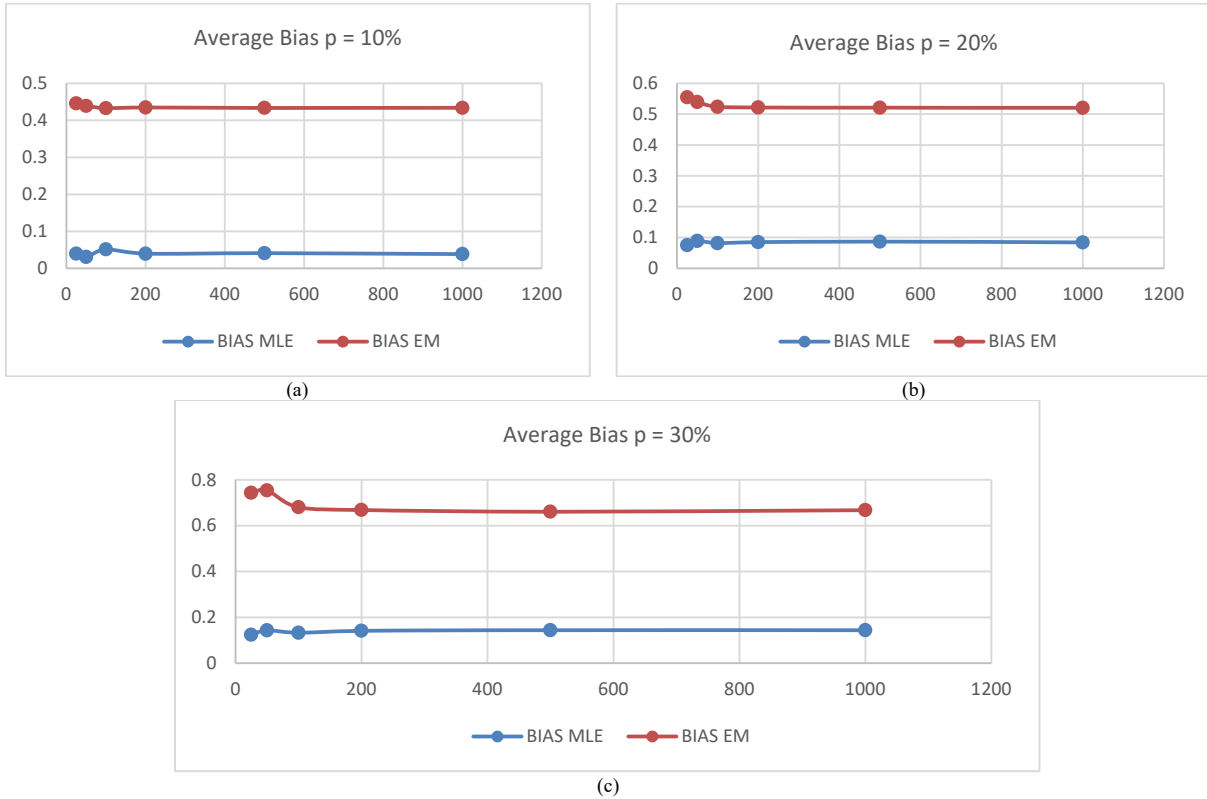 Average Bias p = 10%
0.5
0.4
0.3
0.2
0.1
0
0 200 400 600 800 1000 1200
BIAS MLE BIAS EM
(a)
Average Bias p = 20%
0.6
0.5
0.4
0.3
0.2
0.1
0
0 200 400 600 800 1000 1200
BIAS MLE BIAS EM
(b)
Average Bias p = 30%
0.8
0.6
0.4
0.2
0
0 200 400 600 800 1000 1200
BIAS MLE BIAS EM
(c)